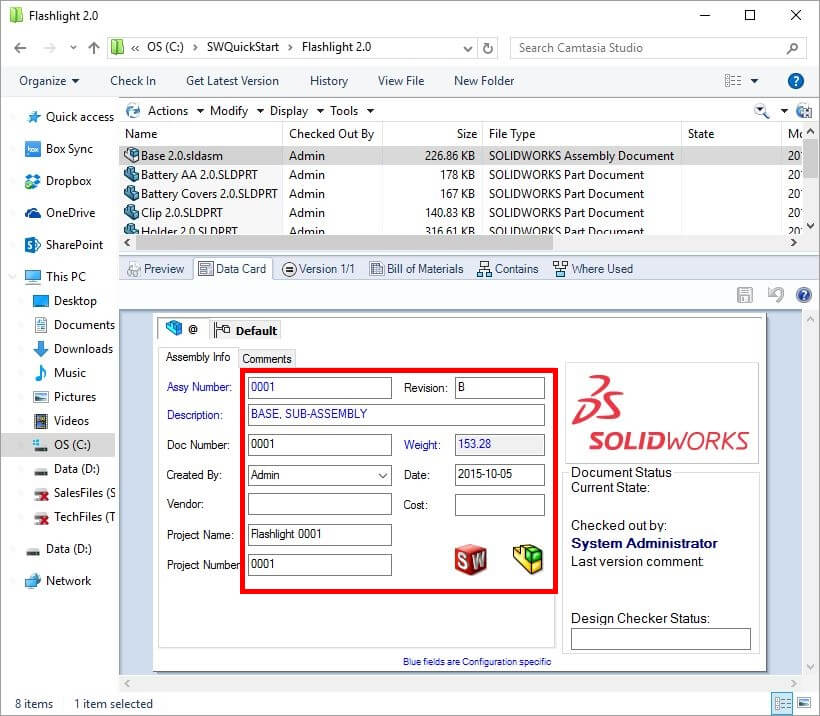 Flashlight 2.0
« OS (C:) > SWQuickStart > Flashlight 2.0
Search Camtasia Studio
Organize Check In Get Latest Version History View File New Folder
Quick access
Box Sync
Dropbox
OneDrive
SharePoint
This PC
Desktop
Documents
Downloads
Music
Pictures
Videos
OS (C:)
Data (D:)
SalesFiles (S
TechFiles (T
Data (D:)
Network
Actions Modify Display Tools
Name Checked Out By Size File Type State Mo
Base 2.0.sldasm Admin 226.86 KB SOLIDWORKS Assembly Document 20
Battery AA 2.0.SLDPRT Admin 178 KB SOLIDWORKS Part Document 20
Battery Covers 2.0.SLDPRT Admin 167 KB SOLIDWORKS Part Document 20
Clip 2.0.SLDPRT Admin 140.83 KB SOLIDWORKS Part Document 20
Holder 2.0.SLDPRT Admin 316.61 KB SOLIDWORKS Part Document 20
Preview Data Card Version 1/1 Bill of Materials Contains Where Used
@ Default
Assembly Info Comments
Assy Number: 0001 Revision: B
Description: BASE, SUB-ASSEMBLY
Doc Number: 0001 Weight: 153.28
Created By: Admin Date: 2015-10-05
Vendor: Cost:
Project Name: Flashlight 0001
Project Number 0001
SW
Blue fields are Configuration specific
SOLIDWORKS
Document Status
Current State:
Checked out by:
System Administrator
Last version comment:
Design Checker Status:
8 items 1 item selected